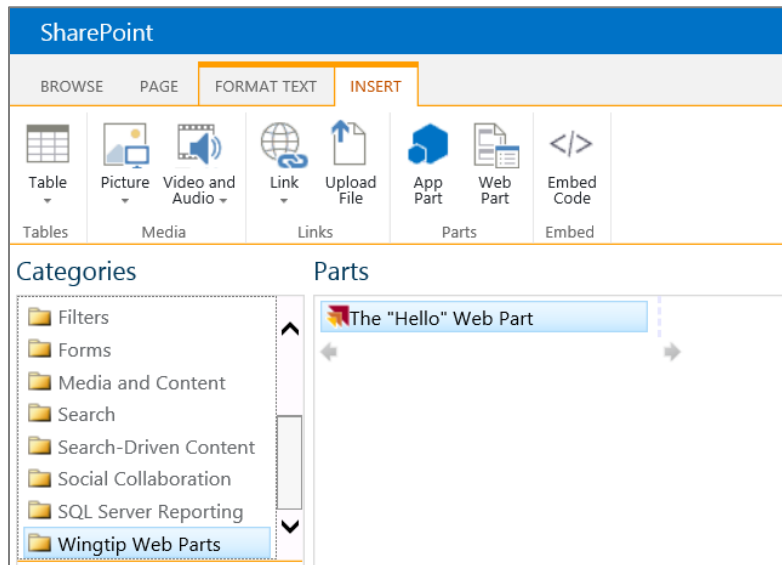 SharePoint
BROWSE PAGE FORMAT TEXT INSERT
Table Picture Video and Link Upload App Web Embed
Audio File Part Part Code
Tables Media Links Parts Embed
Categories Parts
Filters The "Hello" Web Part
Forms
Media and Content
Search
Search-Driven Content
Social Collaboration
SQL Server Reporting
Wingtip Web Parts